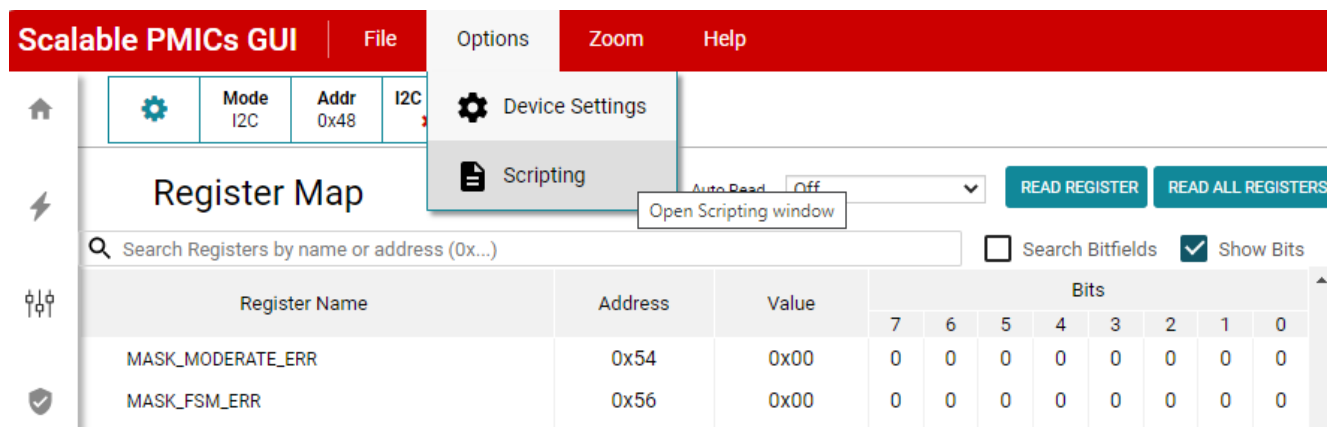 Scalable PMICs GUI File Options Zoom Help
Mode Addr I2C
I2C 0x48
Device Settings
Scripting
Register Map Auto Read Off READ REGISTER READ ALL REGISTERS
Open Scripting window
Search Registers by name or address (0x...) Search Bitfields Show Bits
Register Name Address Value Bits
7 6 5 4 3 2 1 0
MASK_MODERATE_ERR 0x54 0x00 0 0 0 0 0 0 0 0
MASK_FSM_ERR 0x56 0x00 0 0 0 0 0 0 0 0